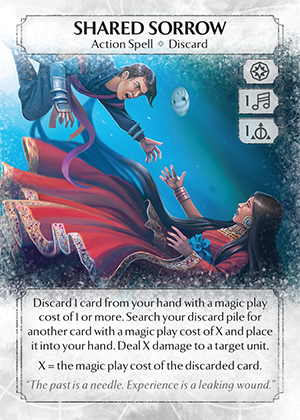 SHARED SORROW
Action Spell ◇ Discard
1
1
Discard 1 card from your hand with a magic play
cost of 1 or more. Search your discard pile for
another card with a magic play cost of X and place
it into your hand. Deal X damage to a target unit.
X = the magic play cost of the discarded card.
“The past is a needle. Experience is a leaking wound.”